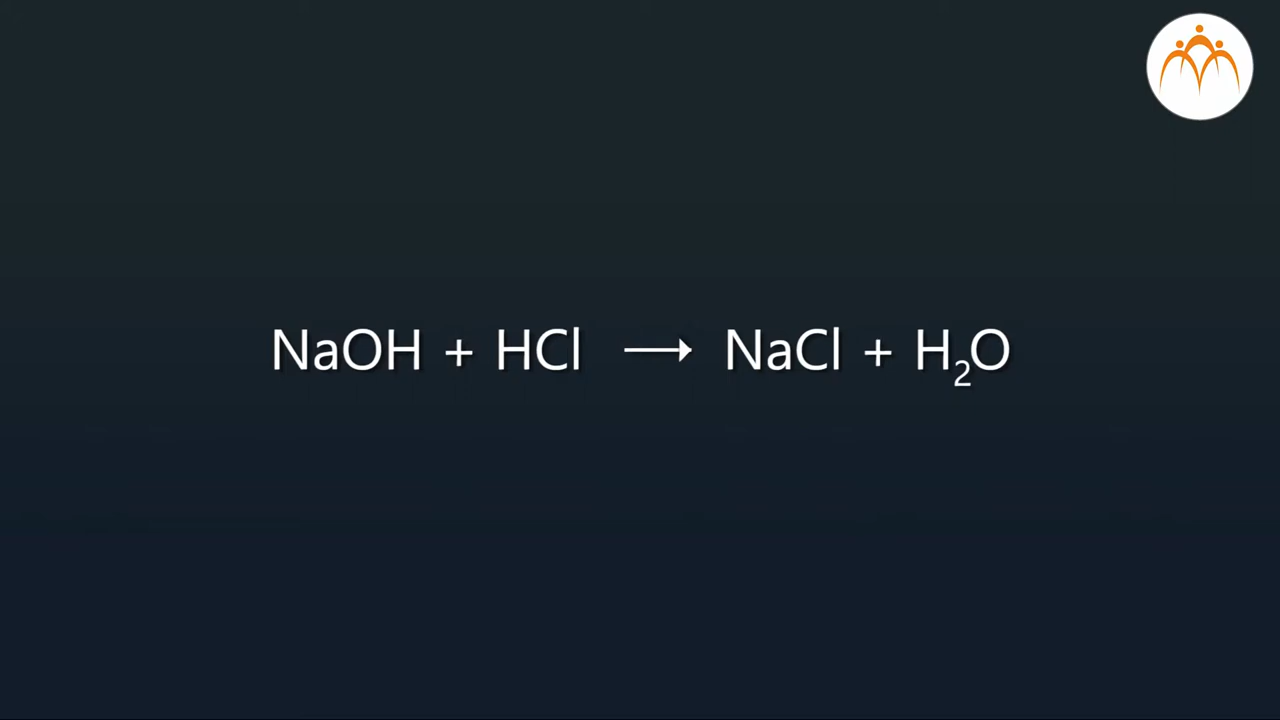 NaOH + HCl ⟶ NaCl + H₂O